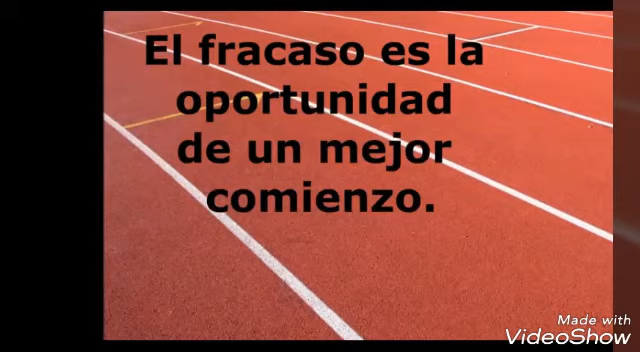 El fracaso es la
oportunidad
de un mejor
comienzo.
Made with
VideoShow